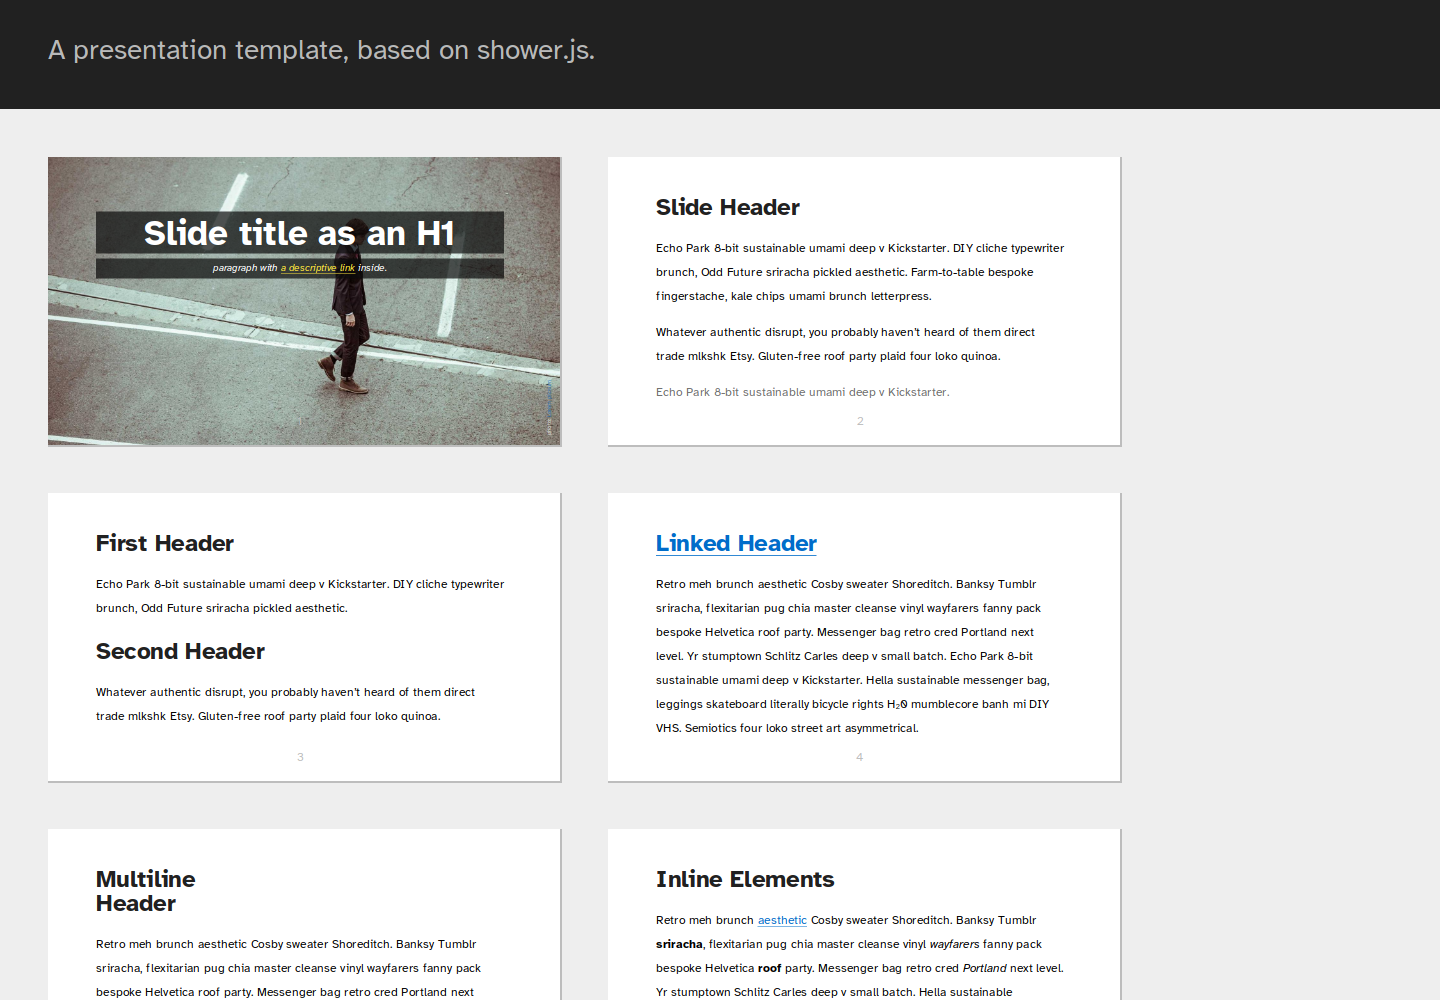 A presentation template, based on shower.js.
Slide title as an H1
paragraph with a descriptive link inside.
Slide Header
Echo Park 8-bit sustainable umami deep v Kickstarter. DIY cliche typewriter
brunch, Odd Future sriracha pickled aesthetic. Farm-to-table bespoke
fingerstache, kale chips umami brunch letterpress.
Whatever authentic disrupt, you probably haven't heard of them direct
trade mlkshk Etsy. Gluten-free roof party plaid four loko quinoa.
Echo Park 8-bit sustainable umami deep v Kickstarter.
2
First Header
Echo Park 8-bit sustainable umami deep v Kickstarter. DIY cliche typewriter
brunch, Odd Future sriracha pickled aesthetic.
Second Header
Whatever authentic disrupt, you probably haven't heard of them direct
trade mlkshk Etsy. Gluten-free roof party plaid four loko quinoa.
3
Linked Header
Retro meh brunch aesthetic Cosby sweater Shoreditch. Banksy Tumblr
sriracha, flexitarian pug chia master cleanse vinyl wayfarers fanny pack
bespoke Helvetica roof party. Messenger bag retro cred Portland next
level. Yr stumptown Schlitz Carles deep v small batch. Echo Park 8-bit
sustainable umami deep v Kickstarter. Hella sustainable messenger bag,
leggings skateboard literally bicycle rights H₂0 mumblecore banh mi DIY
VHS. Semiotics four loko street art asymmetrical.
4
Multiline
Header
Retro meh brunch aesthetic Cosby sweater Shoreditch. Banksy Tumblr
sriracha, flexitarian pug chia master cleanse vinyl wayfarers fanny pack
bespoke Helvetica roof party. Messenger bag retro cred Portland next
Inline Elements
Retro meh brunch aesthetic Cosby sweater Shoreditch. Banksy Tumblr
sriracha, flexitarian pug chia master cleanse vinyl wayfarers fanny pack
bespoke Helvetica roof party. Messenger bag retro cred Portland next level.
Yr stumptown Schlitz Carles deep v small batch. Hella sustainable